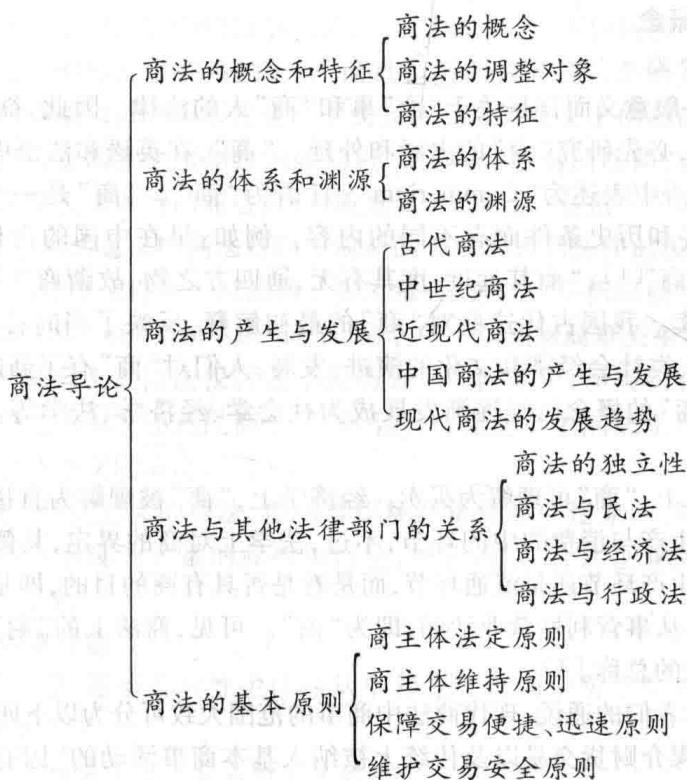 商法的概念
商法的概念和特征
商法的调整对象
商法的特征
商法的体系和渊源
商法的体系
商法的渊源
古代商法
中世纪商法
商法的产生与发展
近现代商法
中国商法的产生与发展
现代商法的发展趋势
商法导论
商法的独立性
商法与其他法律部门的关系
商法与民法
商法与经济法
商法与行政法
商主体法定原则
商法的基本原则
商主体维持原则
保障交易便捷、迅速原则
维护交易安全原则